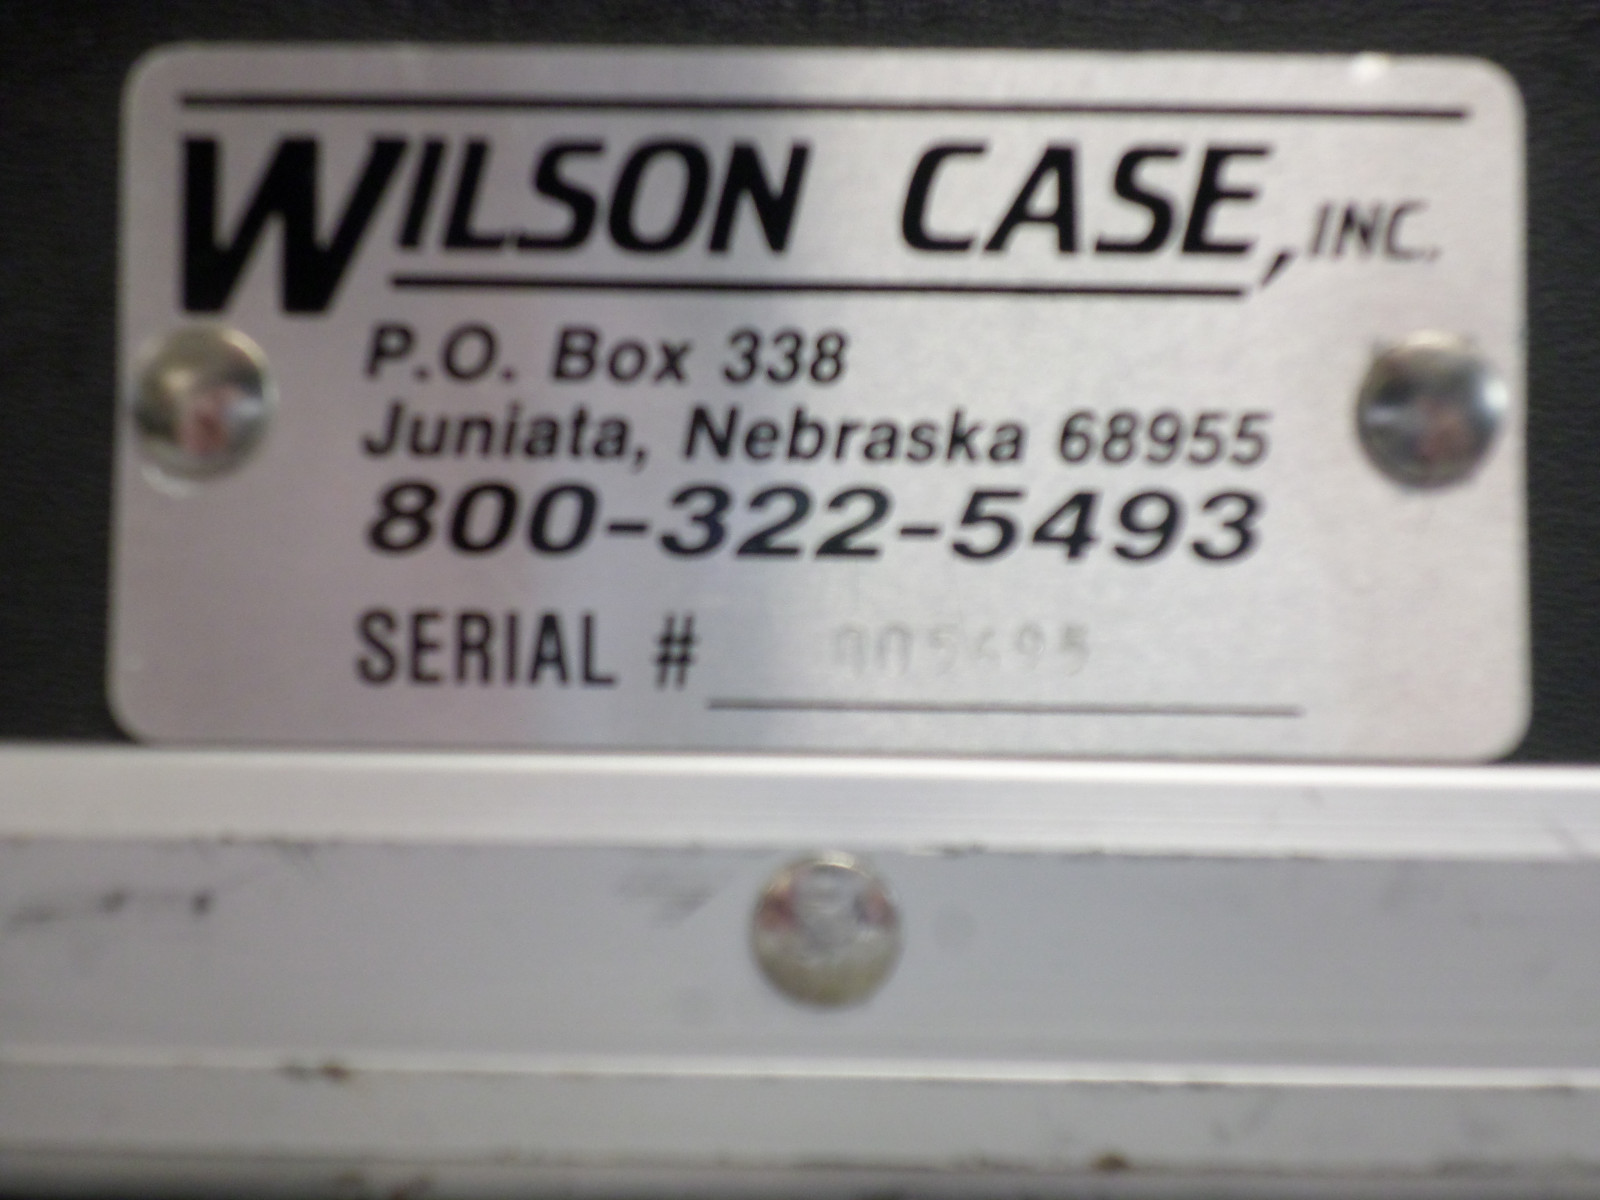 WILSON CASE, INC.
P.O. Box 338
Juniata, Nebraska 68955
800-322-5493
SERIAL #